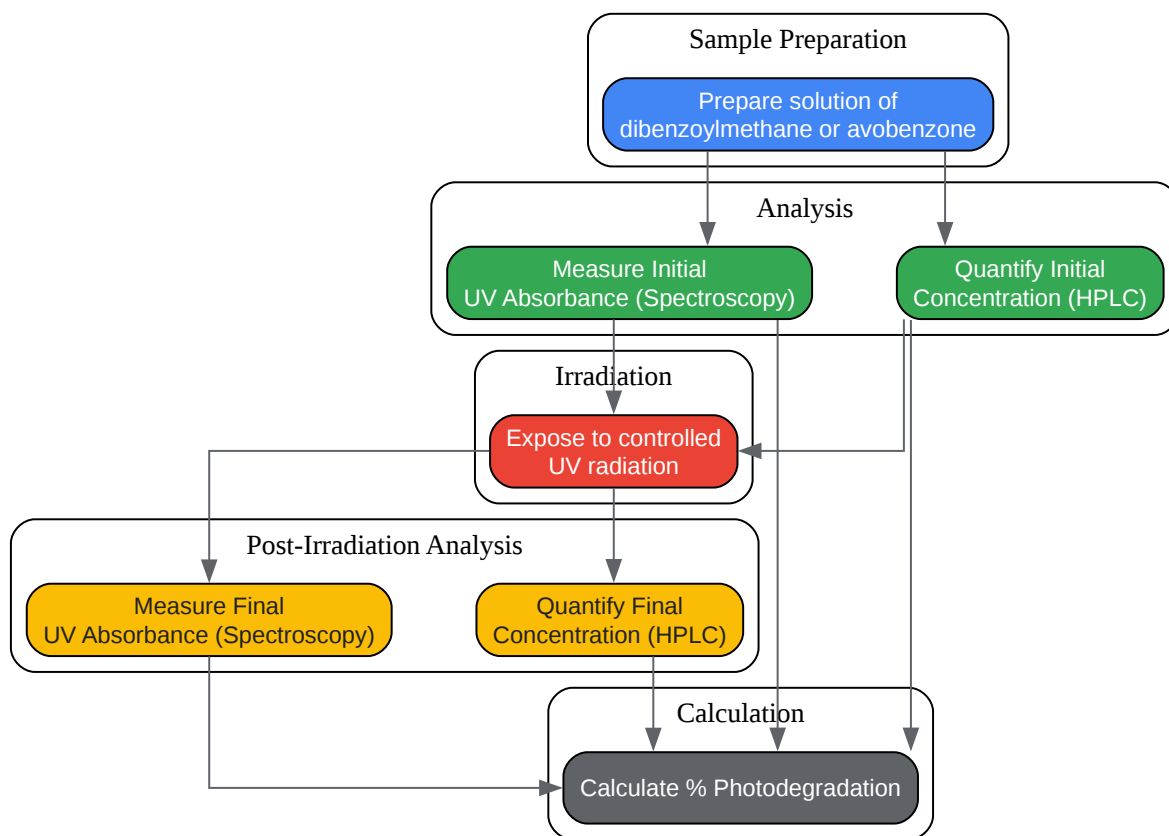 Sample Preparation
Prepare solution of
dibenzoylmethane or avobenzone
Analysis
Measure Initial
UV Absorbance (Spectroscopy)
Quantify Initial
Concentration (HPLC)
Irradiation
Expose to controlled
UV radiation
Post-Irradiation Analysis
Measure Final
UV Absorbance (Spectroscopy)
Quantify Final
Concentration (HPLC)
Calculation
Calculate % Photodegradation